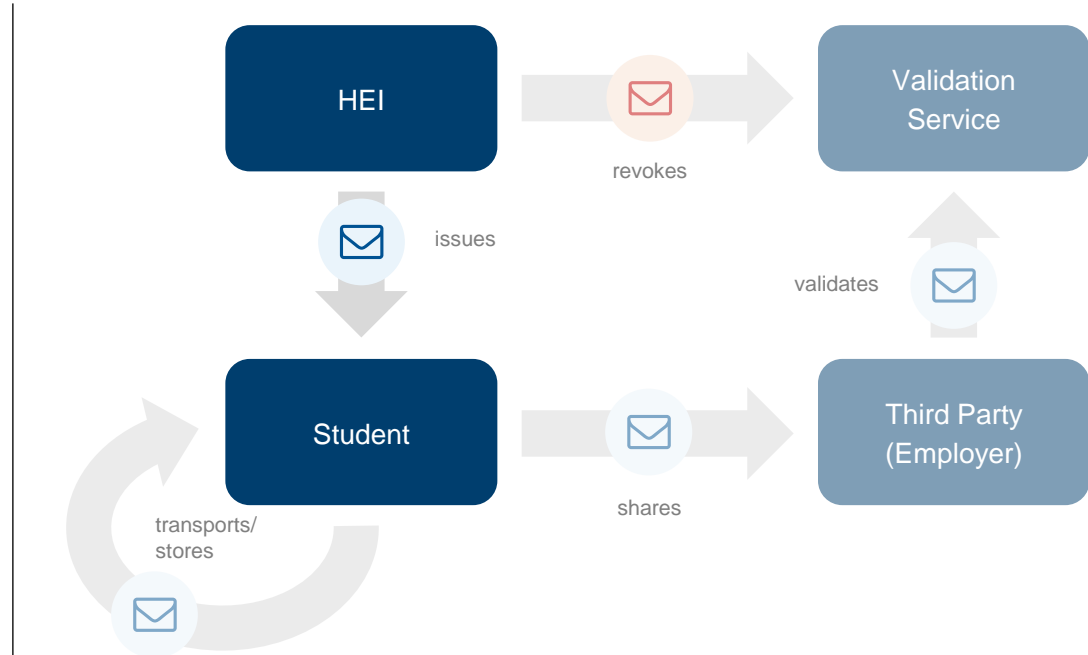 HEI
Validation
Service
revokes
issues
validates
Student
Third Party
(Employer)
shares
transports/
stores